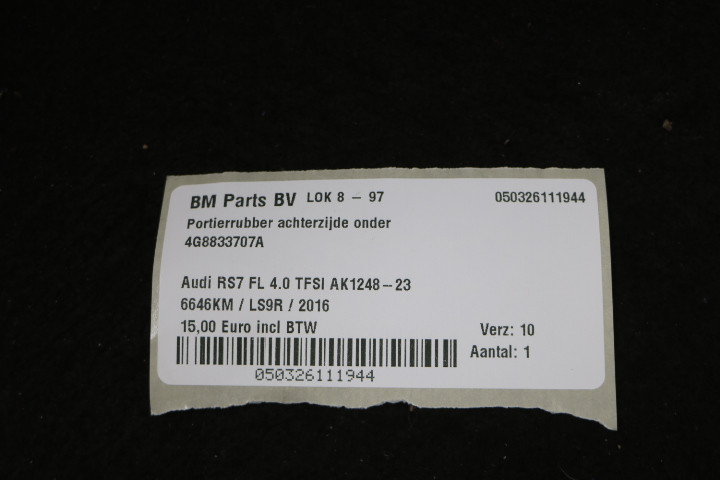 BM Parts BV LOK 8 - 97 050326111944
Portierrubber achterzijde onder
4G8833707A
Audi RS7 FL 4.0 TFSI AK1248-23
6646KM / LS9R / 2016
15,00 Euro incl BTW Verz: 10
Aantal: 1
050326111944